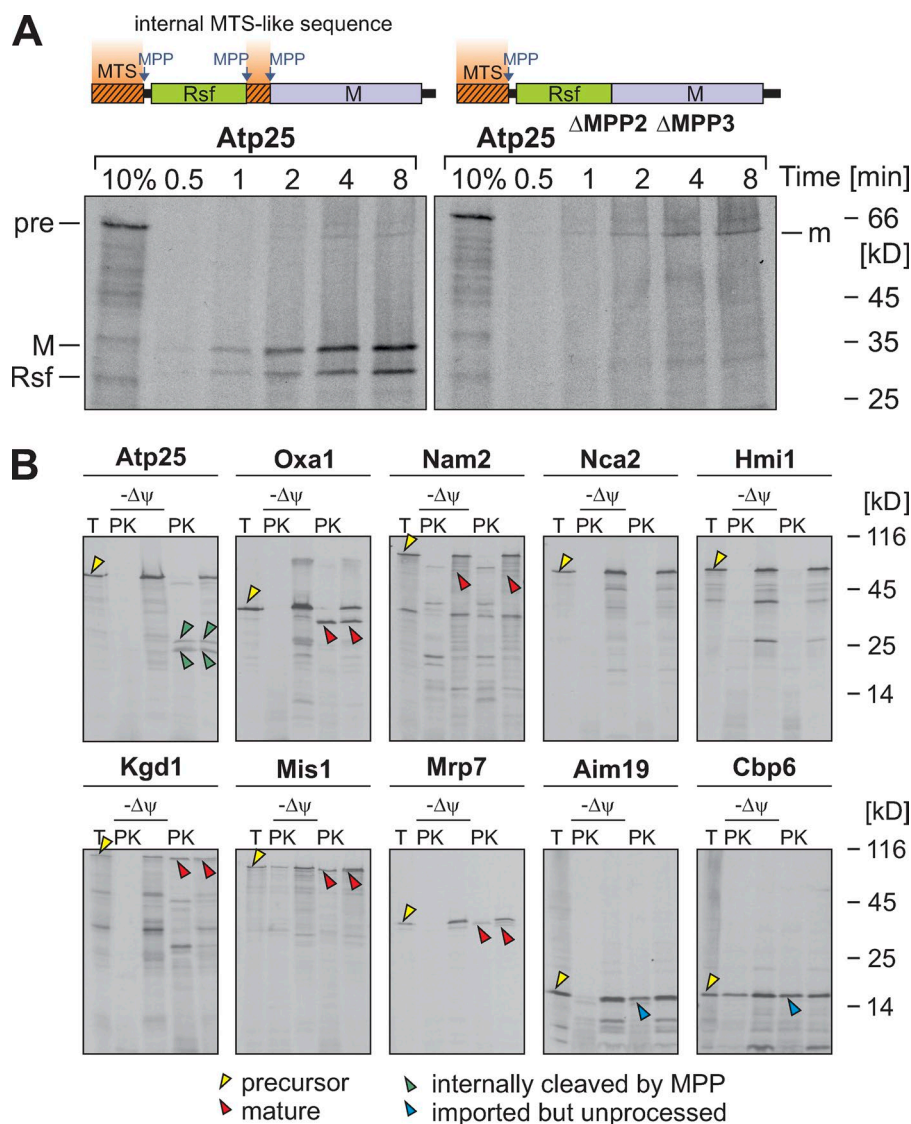 A
internal MTS-like sequence
MTS MPP MPP MPP
Rsf M
MTS MPP
Rsf M
ΔMPP2 ΔMPP3
Atp25
10% 0.5 1 2 4 8
Atp25
10% 0.5 1 2 4 8 Time [min]
pre
M
Rsf
m
66
[kD]
45
35
25
B
Atp25 Oxa1 Nam2 Nca2 Hmi1
-Δψ -Δψ -Δψ -Δψ -Δψ [kD]
T PK PK T PK PK T PK PK T PK PK T PK PK
116
45
25
14
Kgd1 Mis1 Mrp7 Aim19 Cbp6
-Δψ -Δψ -Δψ -Δψ -Δψ [kD]
T PK PK T PK PK T PK PK T PK PK T PK PK
116
45
25
14
precursor internally cleaved by MPP
mature imported but unprocessed